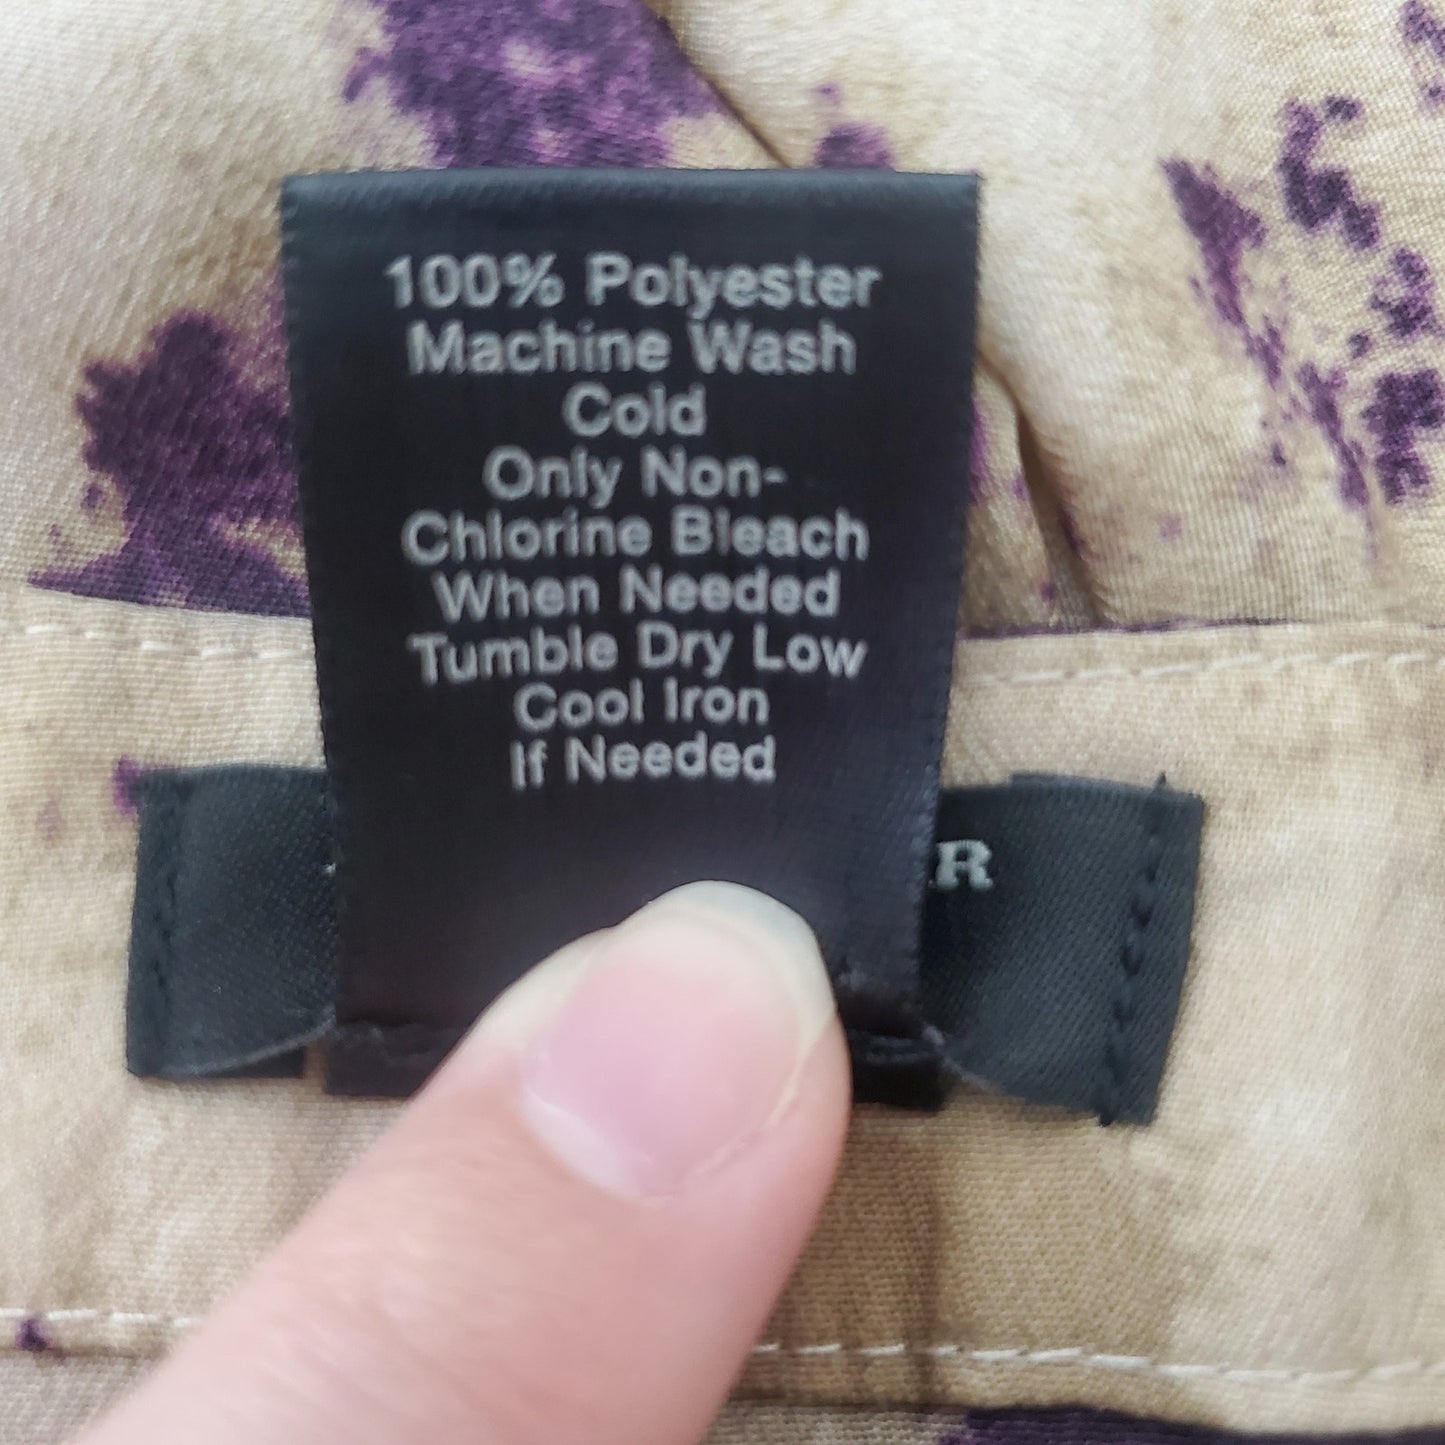 100% Polyester
Machine Wash
Cold
Only Non-
Chlorine Bleach
When Needed
Tumble Dry Low
Cool Iron
If Needed
R